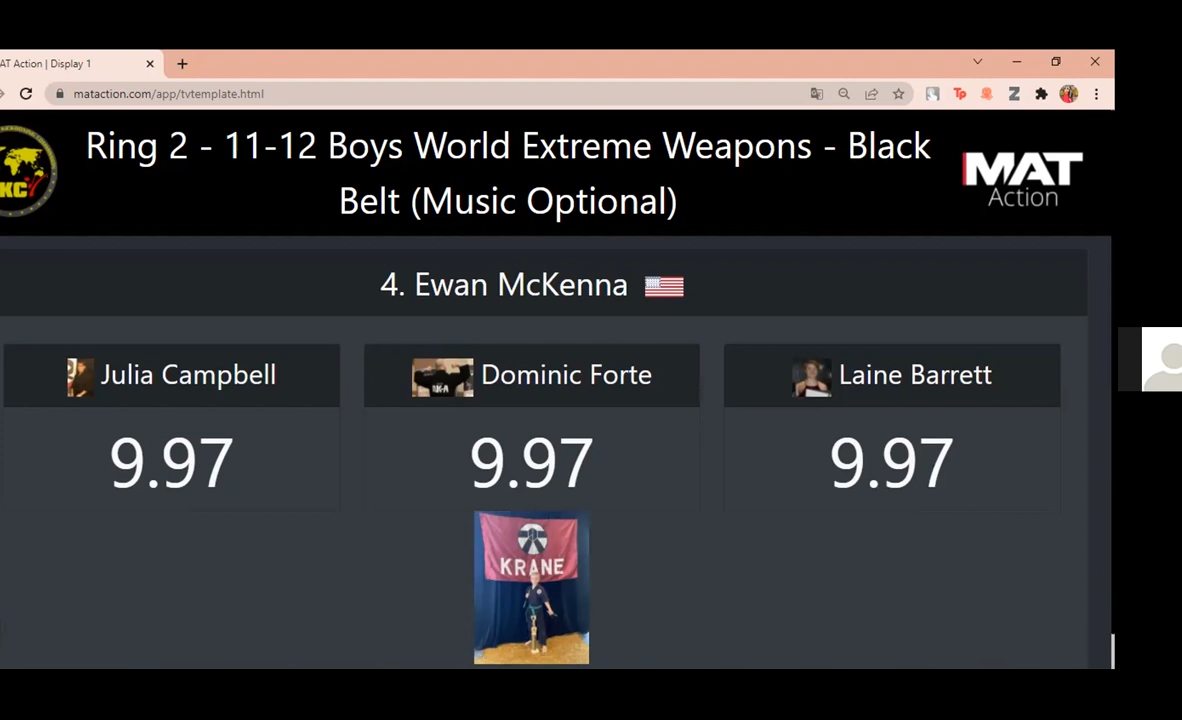 AT Action | Display 1
mataction.com/app/tvtemplate.html
Ring 2 - 11-12 Boys World Extreme Weapons - Black
Belt (Music Optional)
KC
MAT
Action
4. Ewan McKenna
Julia Campbell
Dominic Forte
Laine Barrett
9.97
9.97
9.97
KRANE